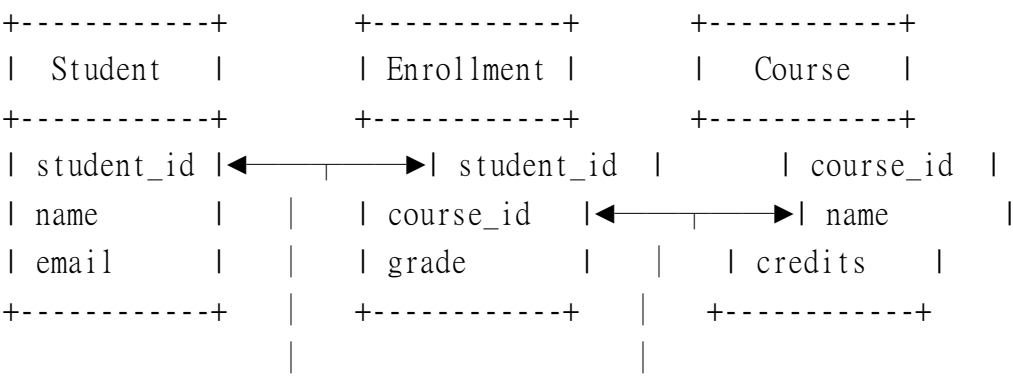 +------------+ +------------+ +------------+
| Student | | Enrollment | | Course |
+------------+ +------------+ +------------+
| student_id |◄────┬────►| student_id | | course_id |
| name | │ | course_id |◄────┬────►| name |
| email | │ | grade | │ | credits |
+------------+ │ +------------+ │ +------------+
│ │